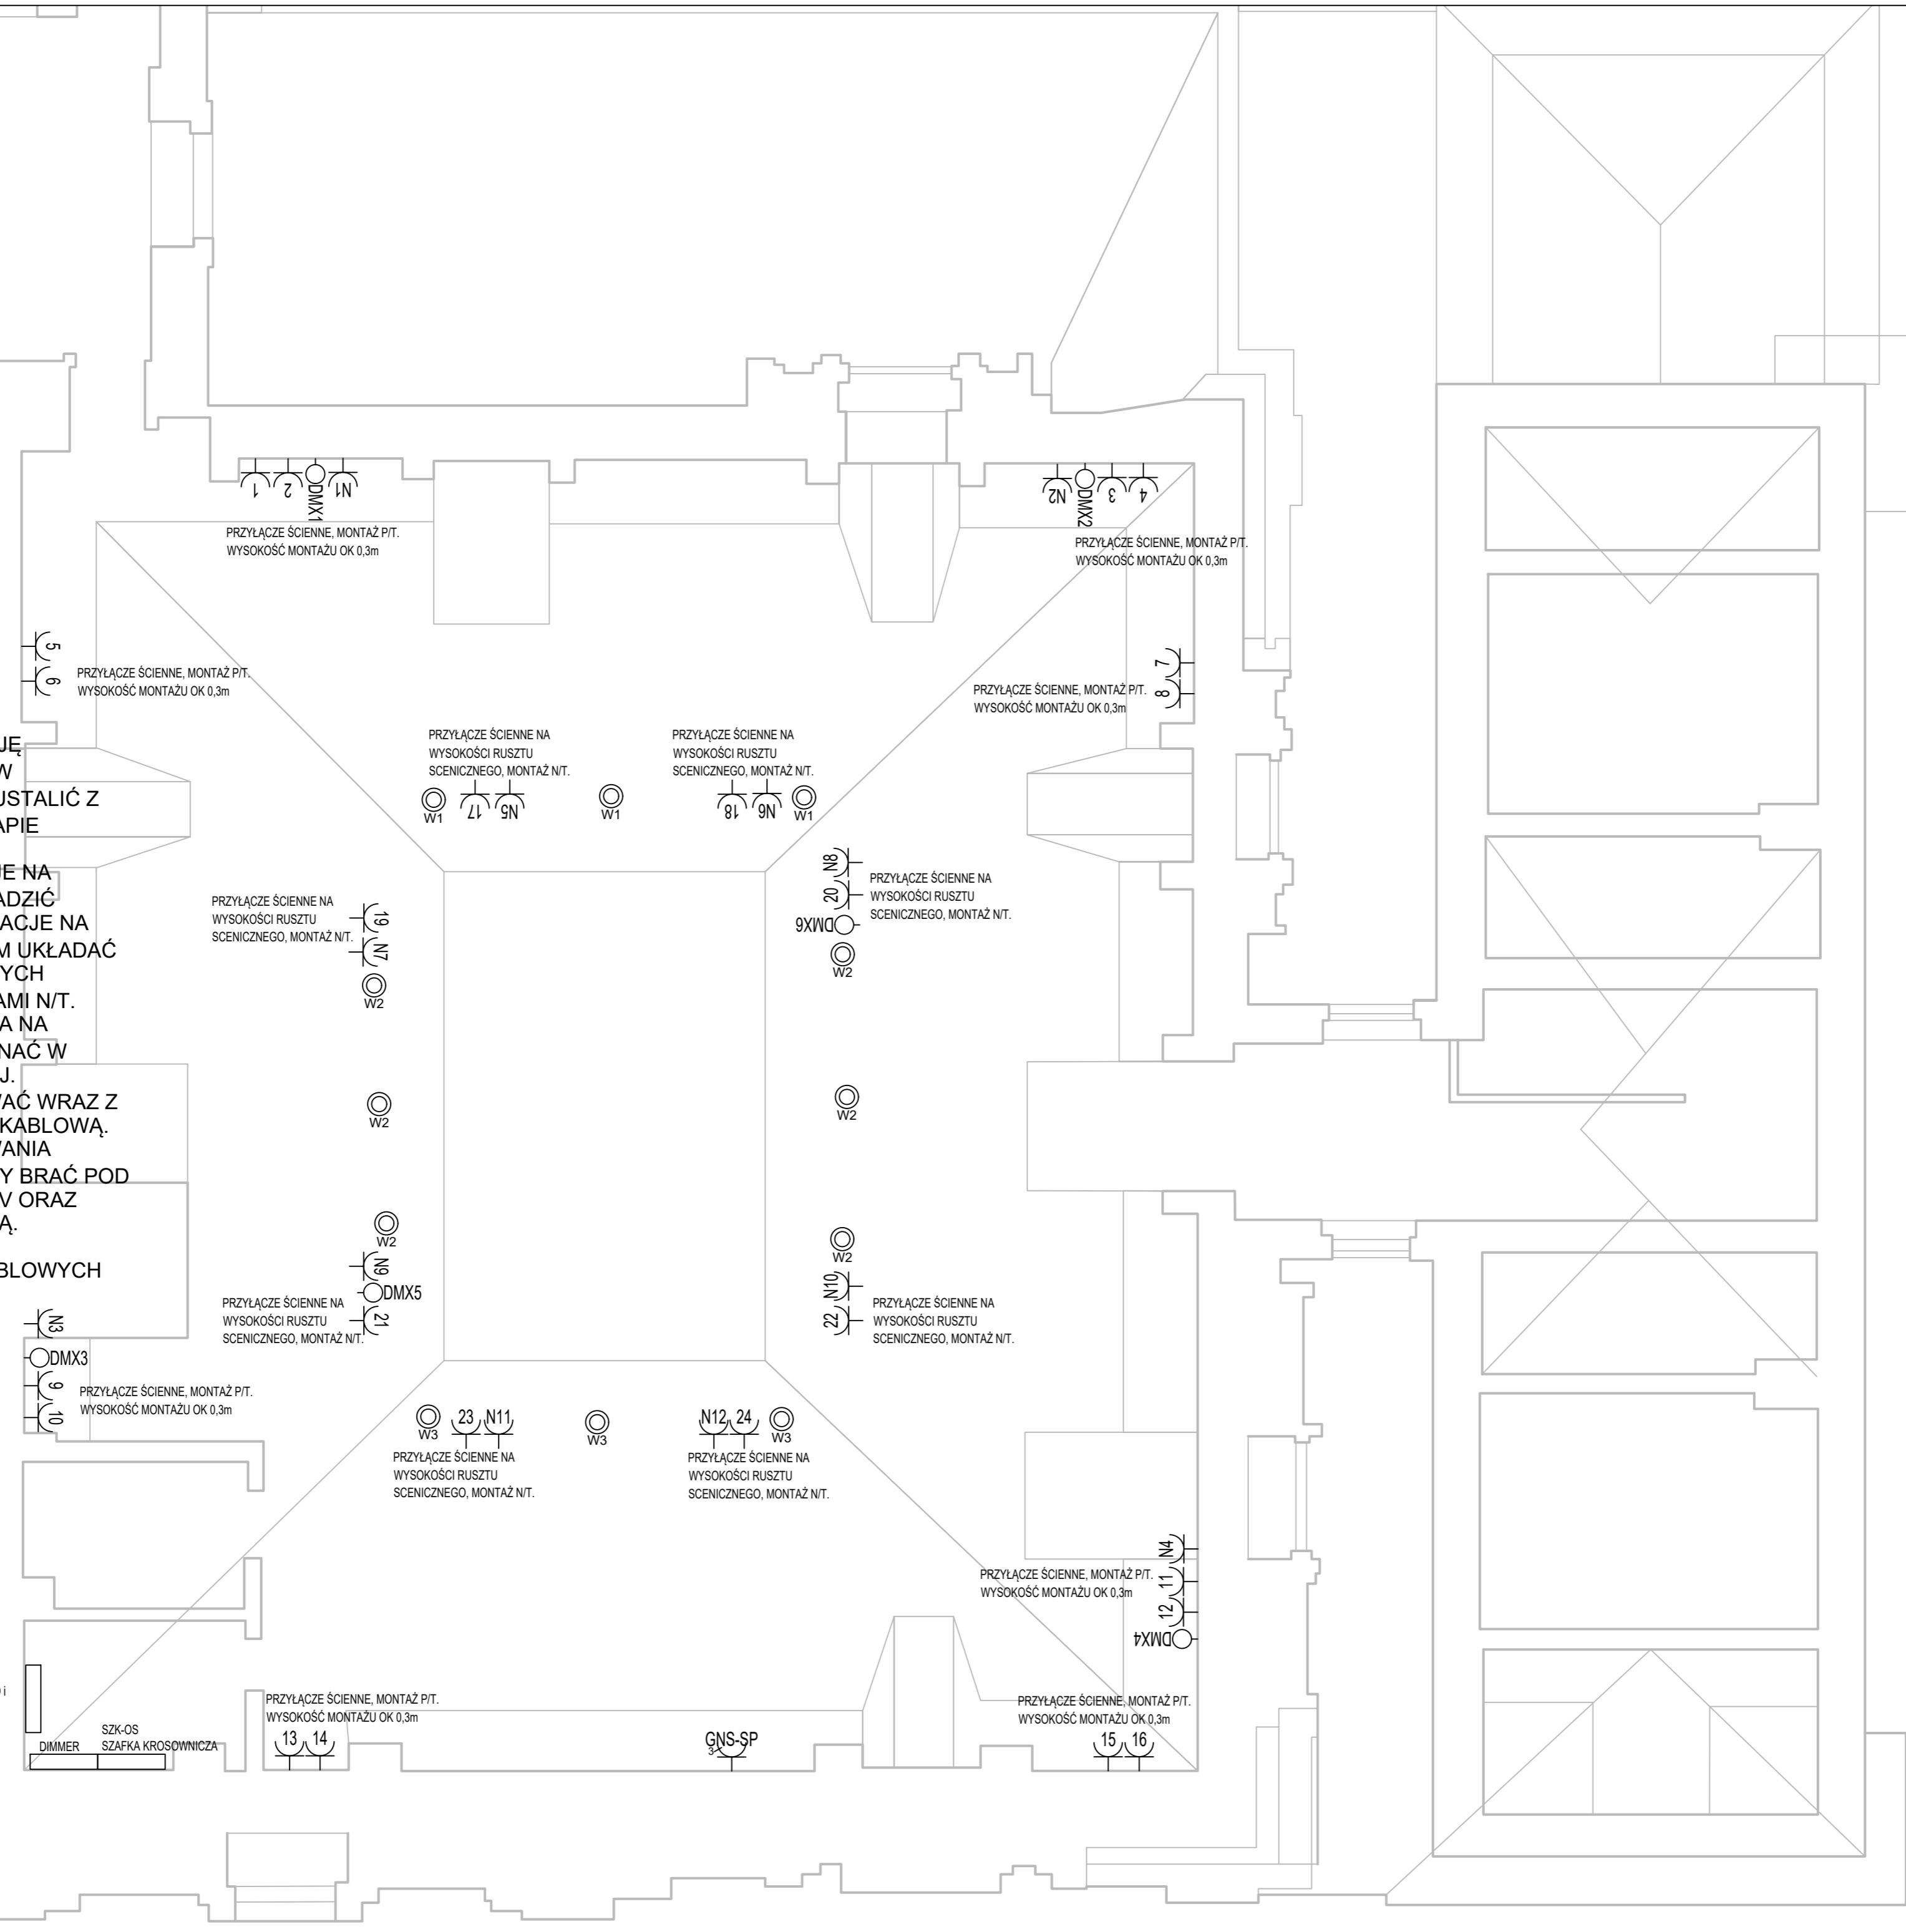 1
2
DMX1
N1
PRZYŁĄCZE ŚCIENNE, MONTAŻ P/T.
WYSOKOŚĆ MONTAŻU OK 0,3m
N2
DMX2
3
4
PRZYŁĄCZE ŚCIENNE, MONTAŻ P/T.
WYSOKOŚĆ MONTAŻU OK 0,3m
5
6
PRZYŁĄCZE ŚCIENNE, MONTAŻ P/T.
WYSOKOŚĆ MONTAŻU OK 0,3m
7
8
PRZYŁĄCZE ŚCIENNE, MONTAŻ P/T.
WYSOKOŚĆ MONTAŻU OK 0,3m
JĘ
W
USTALIĆ Z
APIE
JE NA
ADZIĆ
ACJE NA
M UKŁADAĆ
YCH
AMI N/T.
A NA
NAĆ W
J.
WAĆ WRAZ Z
KABLOWĄ.
WANIA
Y BRAĆ POD
V ORAZ
Ą.
BLOWYCH
PRZYŁĄCZE ŚCIENNE NA
WYSOKOŚCI RUSZTU
SCENICZNEGO, MONTAŻ N/T.
W1
17
N5
W1
PRZYŁĄCZE ŚCIENNE NA
WYSOKOŚCI RUSZTU
SCENICZNEGO, MONTAŻ N/T.
18
N6
W1
PRZYŁĄCZE ŚCIENNE NA
WYSOKOŚCI RUSZTU
SCENICZNEGO, MONTAŻ N/T.
19
N7
W2
N8
20
DMX6
W2
PRZYŁĄCZE ŚCIENNE NA
WYSOKOŚCI RUSZTU
SCENICZNEGO, MONTAŻ N/T.
W2
W2
W2
N9
DMX5
21
PRZYŁĄCZE ŚCIENNE NA
WYSOKOŚCI RUSZTU
SCENICZNEGO, MONTAŻ N/T.
W2
N10
22
PRZYŁĄCZE ŚCIENNE NA
WYSOKOŚCI RUSZTU
SCENICZNEGO, MONTAŻ N/T.
N3
DMX3
9
10
PRZYŁĄCZE ŚCIENNE, MONTAŻ P/T.
WYSOKOŚĆ MONTAŻU OK 0,3m
W3
23
N11
PRZYŁĄCZE ŚCIENNE NA
WYSOKOŚCI RUSZTU
SCENICZNEGO, MONTAŻ N/T.
W3
N12
24
W3
PRZYŁĄCZE ŚCIENNE NA
WYSOKOŚCI RUSZTU
SCENICZNEGO, MONTAŻ N/T.
N4
11
12
DMX4
PRZYŁĄCZE ŚCIENNE, MONTAŻ P/T.
WYSOKOŚĆ MONTAŻU OK 0,3m
i
DIMMER
SZK-OS
SZAFKA KROSOWNICZA
PRZYŁĄCZE ŚCIENNE, MONTAŻ P/T.
WYSOKOŚĆ MONTAŻU OK 0,3m
13
14
GNS-SP
3
PRZYŁĄCZE ŚCIENNE, MONTAŻ P/T.
WYSOKOŚĆ MONTAŻU OK 0,3m
15
16